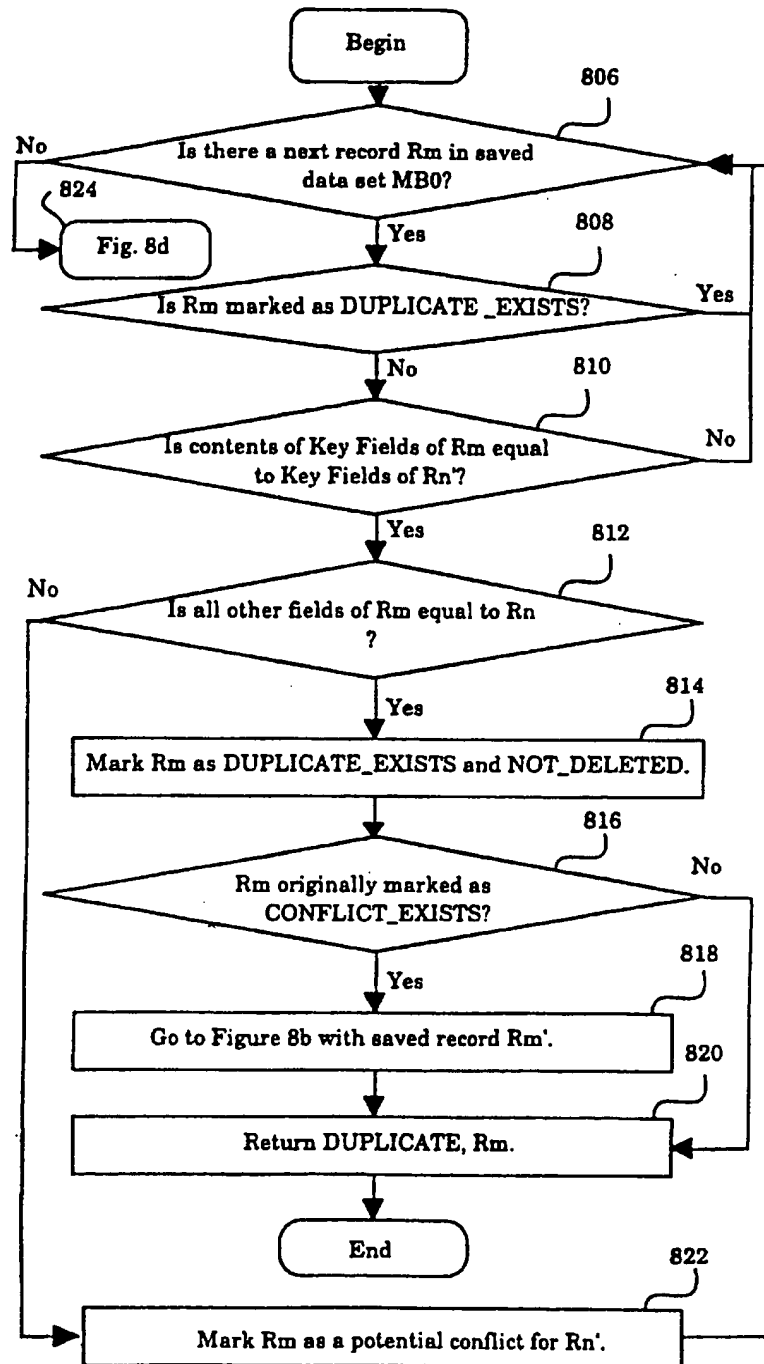 Begin
806
No
Is there a next record Rm in saved
data set MB0?
824
Fig. 8d
Yes
808
Is Rm marked as DUPLICATE _EXISTS?
Yes
No
810
Is contents of Key Fields of Rm equal
to Key Fields of Rn'?
No
Yes
812
No
Is all other fields of Rm equal to Rn
?
Yes
814
Mark Rm as DUPLICATE_EXISTS and NOT_DELETED.
816
No
Rm originally marked as
CONFLICT_EXISTS?
Yes
818
Go to Figure 8b with saved record Rm'.
820
Return DUPLICATE, Rm.
End
822
Mark Rm as a potential conflict for Rn'.